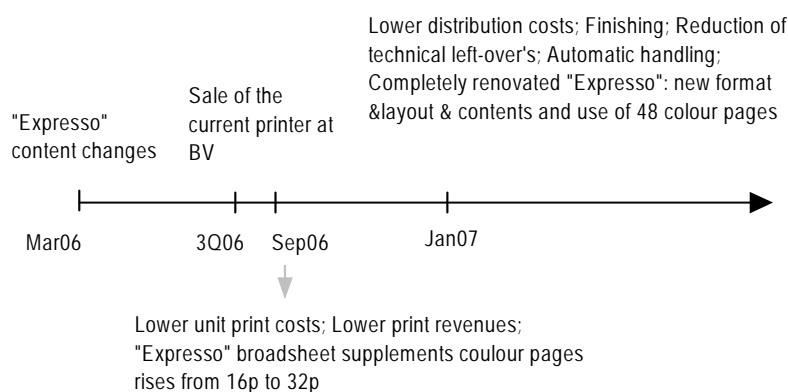 Lower distribution costs; Finishing; Reduction of
technical left-over's; Automatic handling;
Completely renovated "Expresso": new format
&layout & contents and use of 48 colour pages
Sale of the
current printer at
BV
"Expresso"
content changes
Mar06
3Q06
Sep06
Jan07
Lower unit print costs; Lower print revenues;
"Expresso" broadsheet supplements coulour pages
rises from 16p to 32p